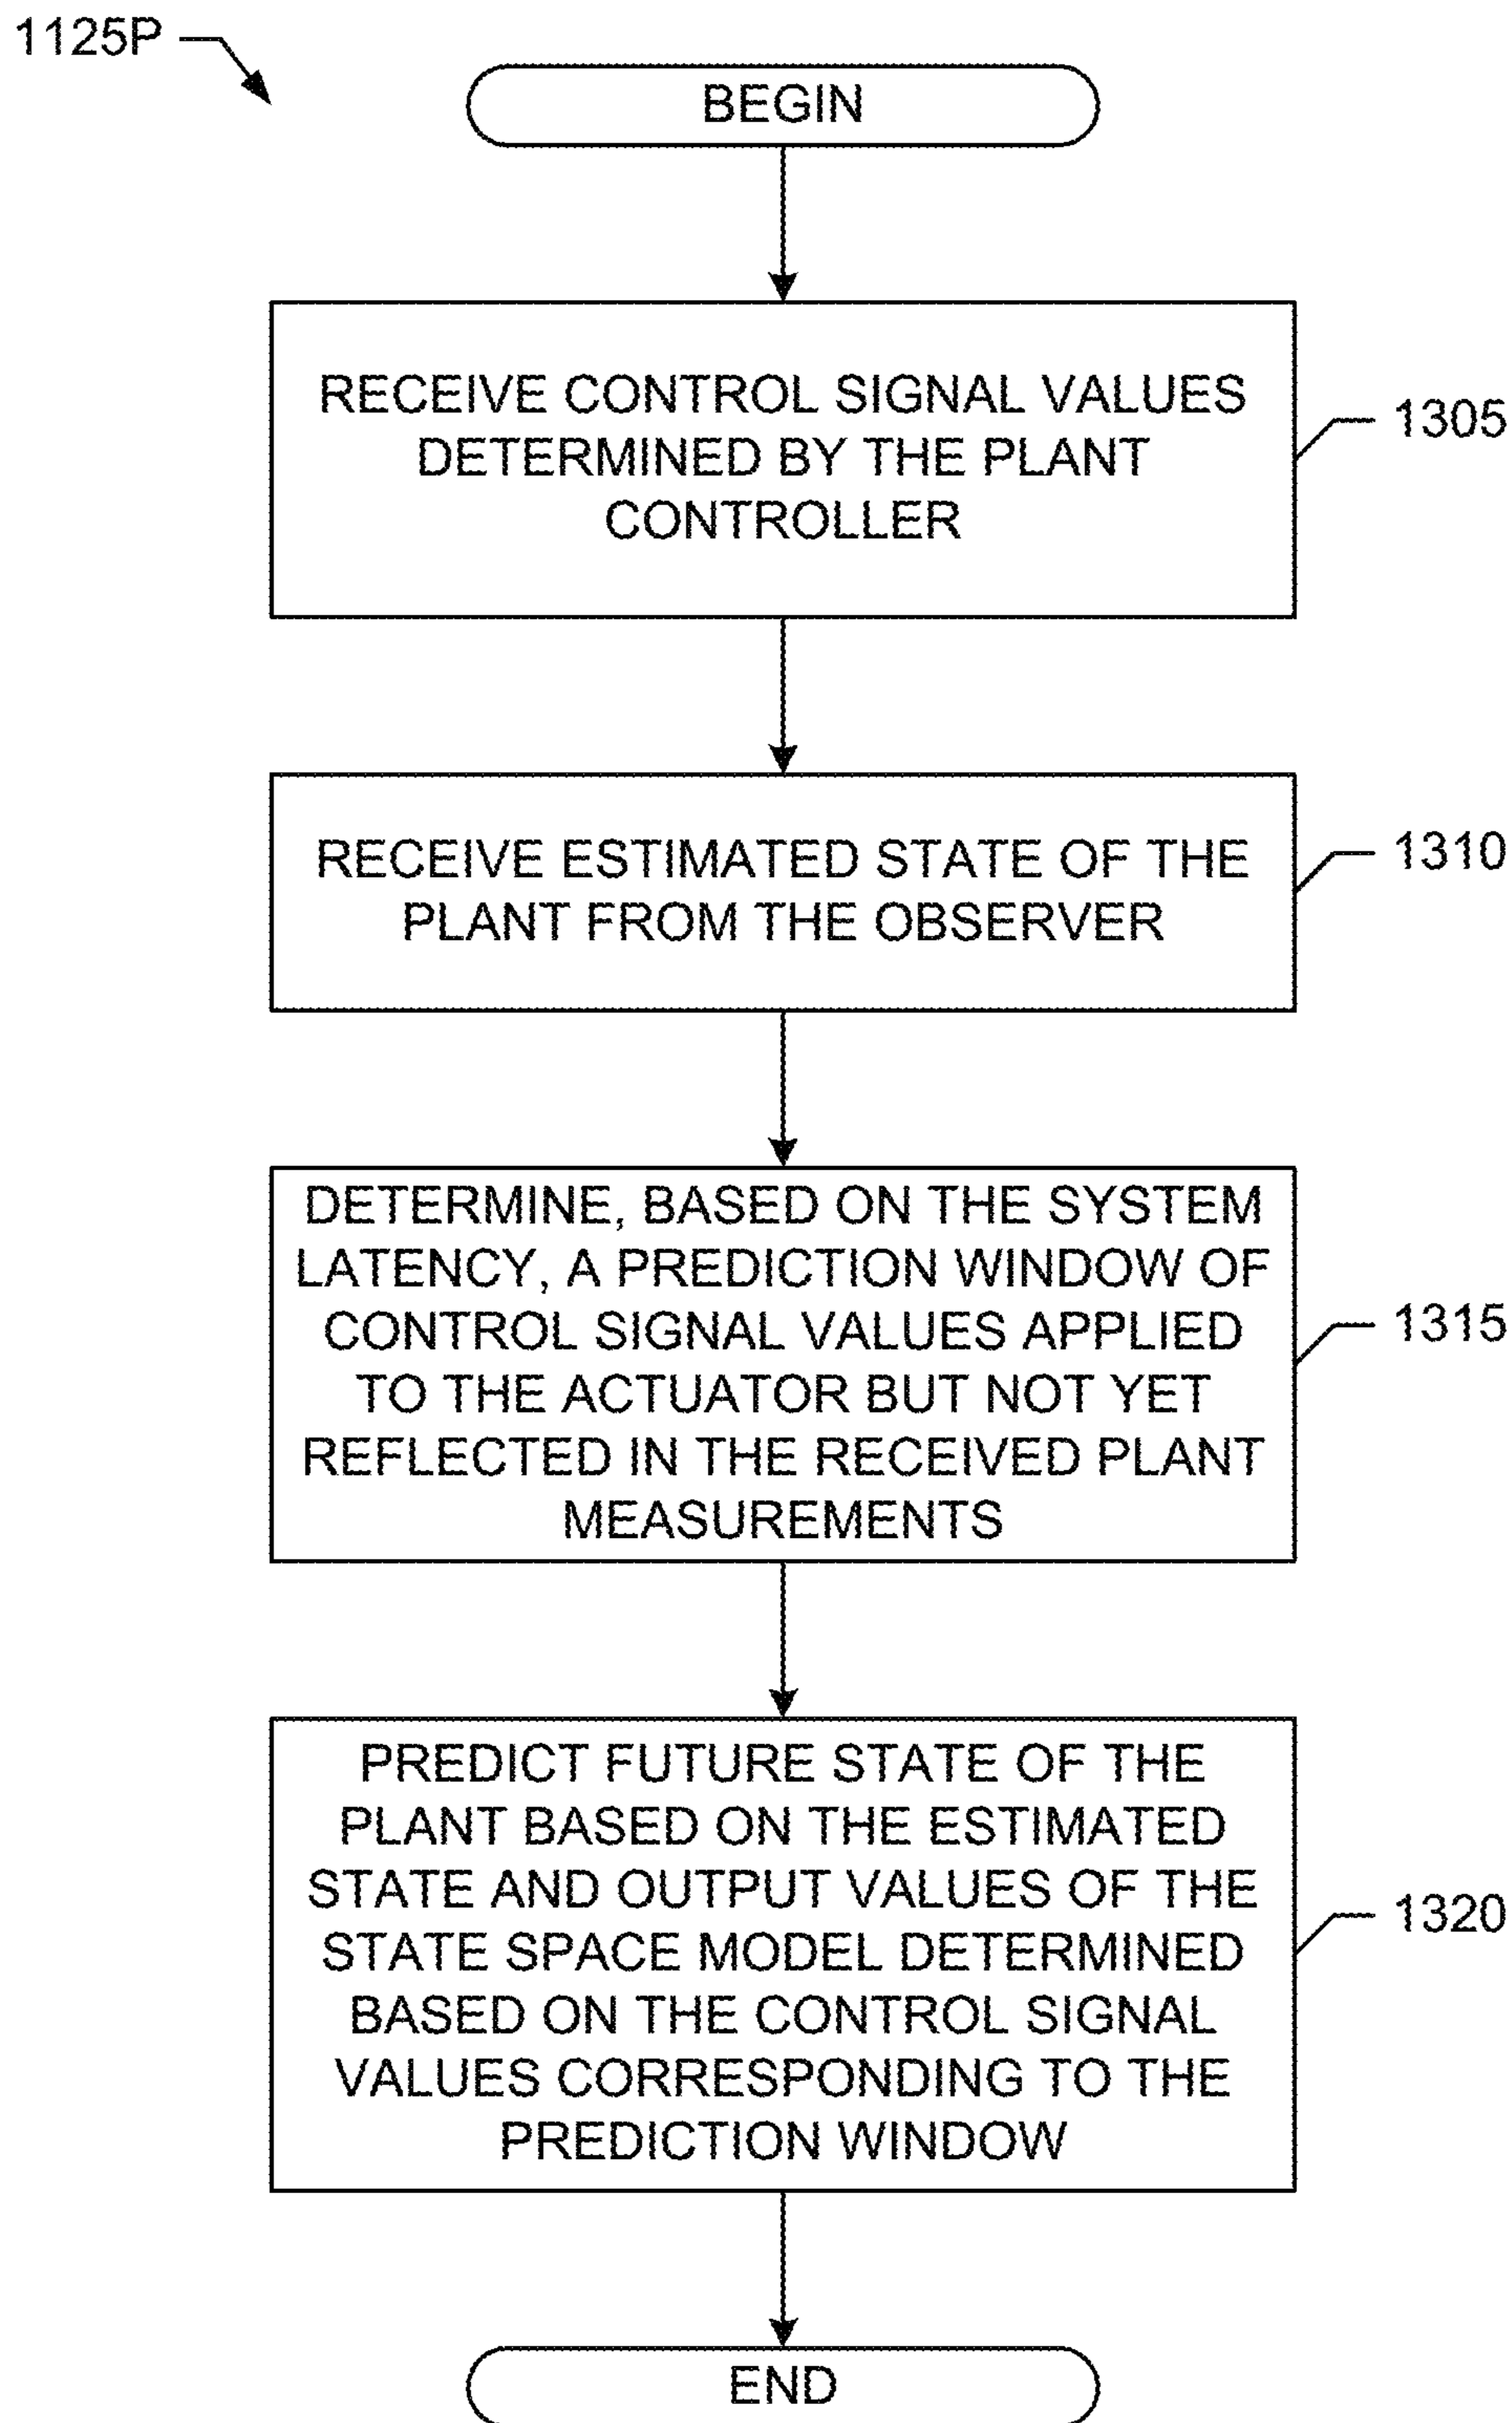 1125P
BEGIN
RECEIVE CONTROL SIGNAL VALUES
DETERMINED BY THE PLANT
CONTROLLER
1305
RECEIVE ESTIMATED STATE OF THE
PLANT FROM THE OBSERVER
1310
DETERMINE, BASED ON THE SYSTEM
LATENCY, A PREDICTION WINDOW OF
CONTROL SIGNAL VALUES APPLIED
TO THE ACTUATOR BUT NOT YET
REFLECTED IN THE RECEIVED PLANT
MEASUREMENTS
1315
PREDICT FUTURE STATE OF THE
PLANT BASED ON THE ESTIMATED
STATE AND OUTPUT VALUES OF THE
STATE SPACE MODEL DETERMINED
BASED ON THE CONTROL SIGNAL
VALUES CORRESPONDING TO THE
PREDICTION WINDOW
1320
END